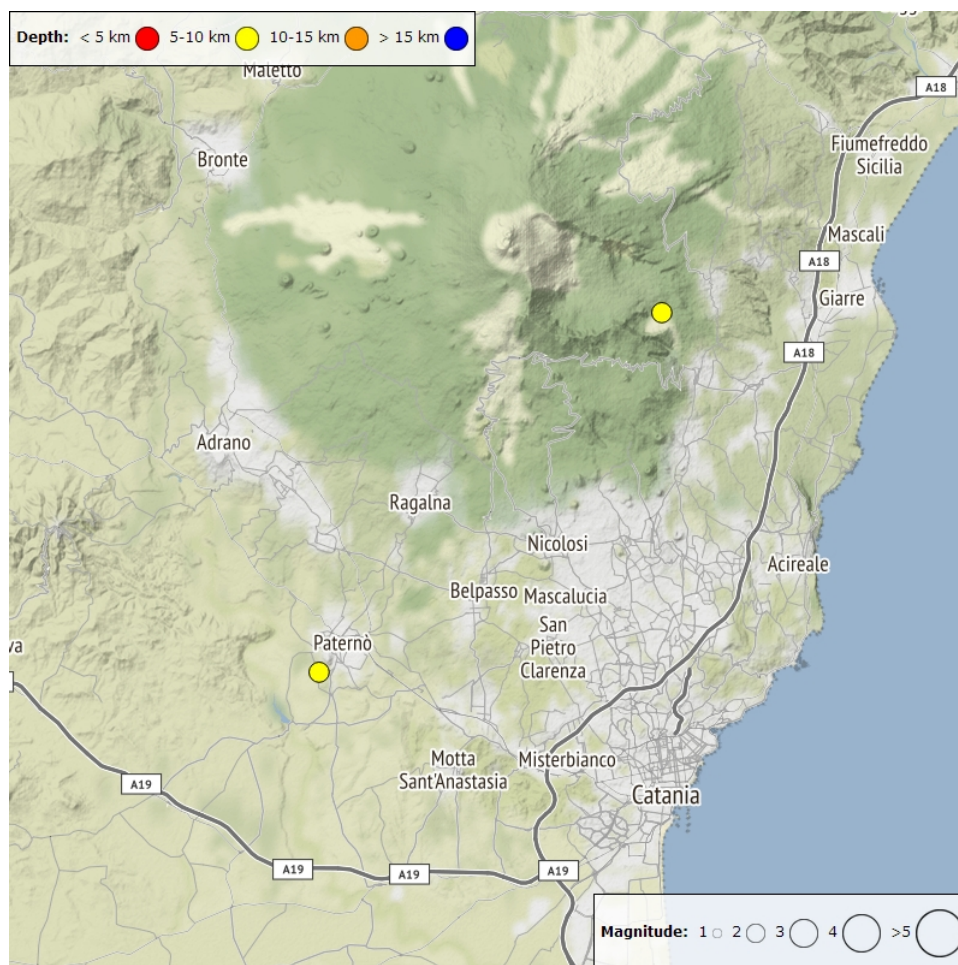 Depth: < 5 km 5-10 km 10-15 km > 15 km
Maletto
A18
Bronte
Fiumefreddo
Sicilia
Mascali
A18
Giarre
A18
Adrano
Ragalna
Nicolosi
Acireale
Belpasso
Mascalucia
San
Pietro
Clarenza
Paternò
va
Motta
Sant'Anastasia
Misterbianco
A19
Catania
A19
A19
A19
Magnitude: 1 2 3 4 >5